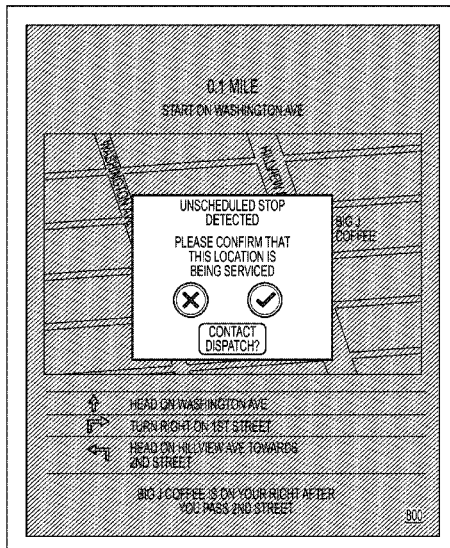 0.1 MILE
START ON WASHINGTON AVE
WASHINGTON
HILLVIEW
UNSCHEDULED STOP
DETECTED
PLEASE CONFIRM THAT
THIS LOCATION IS
BEING SERVICED
BIG J
COFFEE
CONTACT
DISPATCH?
HEAD ON WASHINGTON AVE
TURN RIGHT ON 1ST STREET
HEAD ON HILLVIEW AVE TOWARDS
2ND STREET
BIG J COFFEE IS ON YOUR RIGHT AFTER
YOU PASS 2ND STREET
800